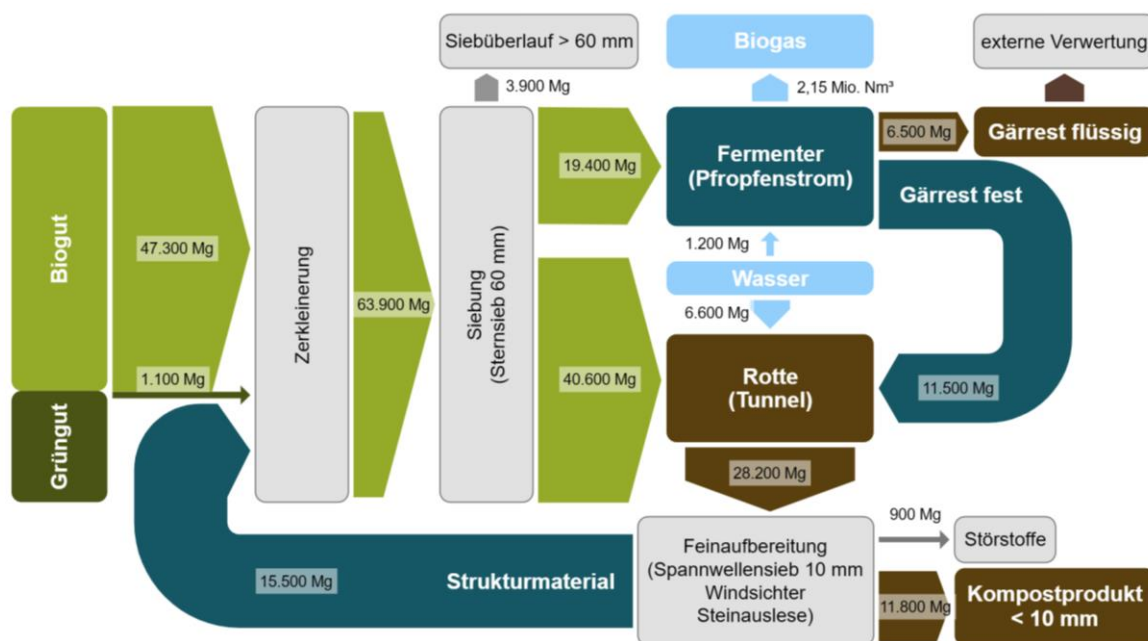 Siebüberlauf > 60 mm
Biogas
externe Verwertung
3.900 Mg
2,15 Mio. Nm³
Biogut
47.300 Mg
Zerkleinerung
63.900 Mg
Siebung
(Sternsieb 60 mm)
19.400 Mg
Fermenter
(Pfropfenstrom)
6.500 Mg
Gärrest flüssig
Gärrest fest
1.200 Mg
Wasser
6.600 Mg
1.100 Mg
Grüngut
40.600 Mg
Rotte
(Tunnel)
11.500 Mg
28.200 Mg
15.500 Mg
Strukturmaterial
Feinaufbereitung
(Spannwellensieb 10 mm
Windsichter
Steinauslese)
900 Mg
Störstoffe
11.800 Mg
Kompostprodukt
< 10 mm